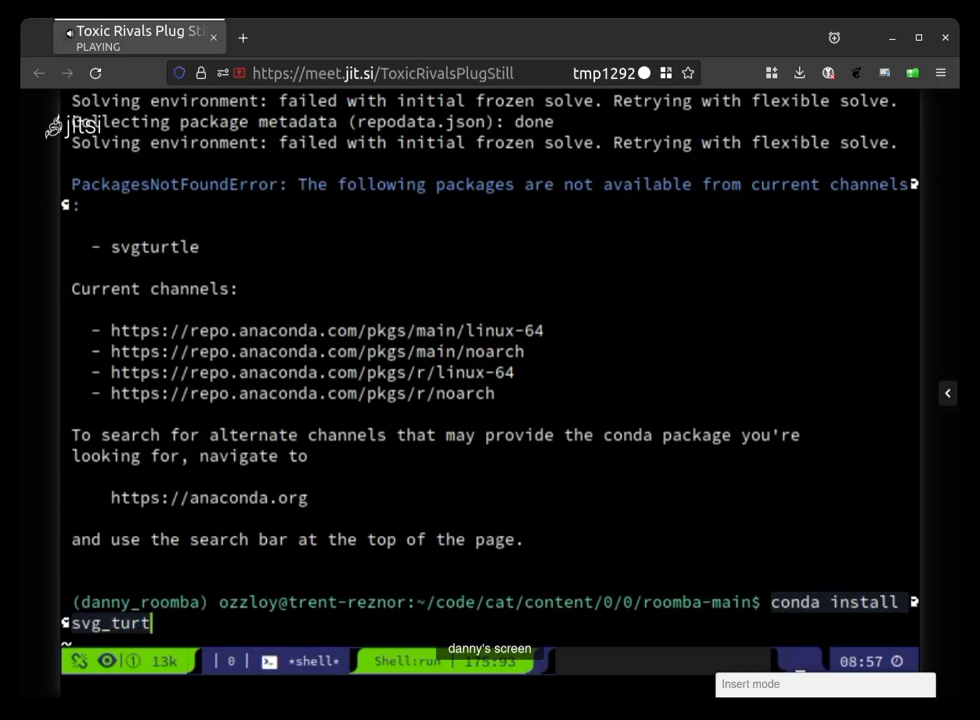 Toxic Rivals Plug Sti
PLAYING
https://meet.jit.si/ToxicRivalsPlugStill
tmp1292
Solving environment: failed with initial frozen solve. Retrying with flexible solve.
jitsi
Collecting package metadata (repodata.json): done
Solving environment: failed with initial frozen solve. Retrying with flexible solve.
PackagesNotFoundError: The following packages are not available from current channels
:
- svgturtle
Current channels:
- https://repo.anaconda.com/pkgs/main/linux-64
- https://repo.anaconda.com/pkgs/main/noarch
- https://repo.anaconda.com/pkgs/r/linux-64
- https://repo.anaconda.com/pkgs/r/noarch
To search for alternate channels that may provide the conda package you're
looking for, navigate to
https://anaconda.org
and use the search bar at the top of the page.
(danny_roomba) ozzloy@trent-reznor:~/code/cat/content/0/0/roomba-main$ conda install
svg_turt
~
danny's screen
① 13k | 0 | *shell* Shell:run | 175:93 08:57
Insert mode